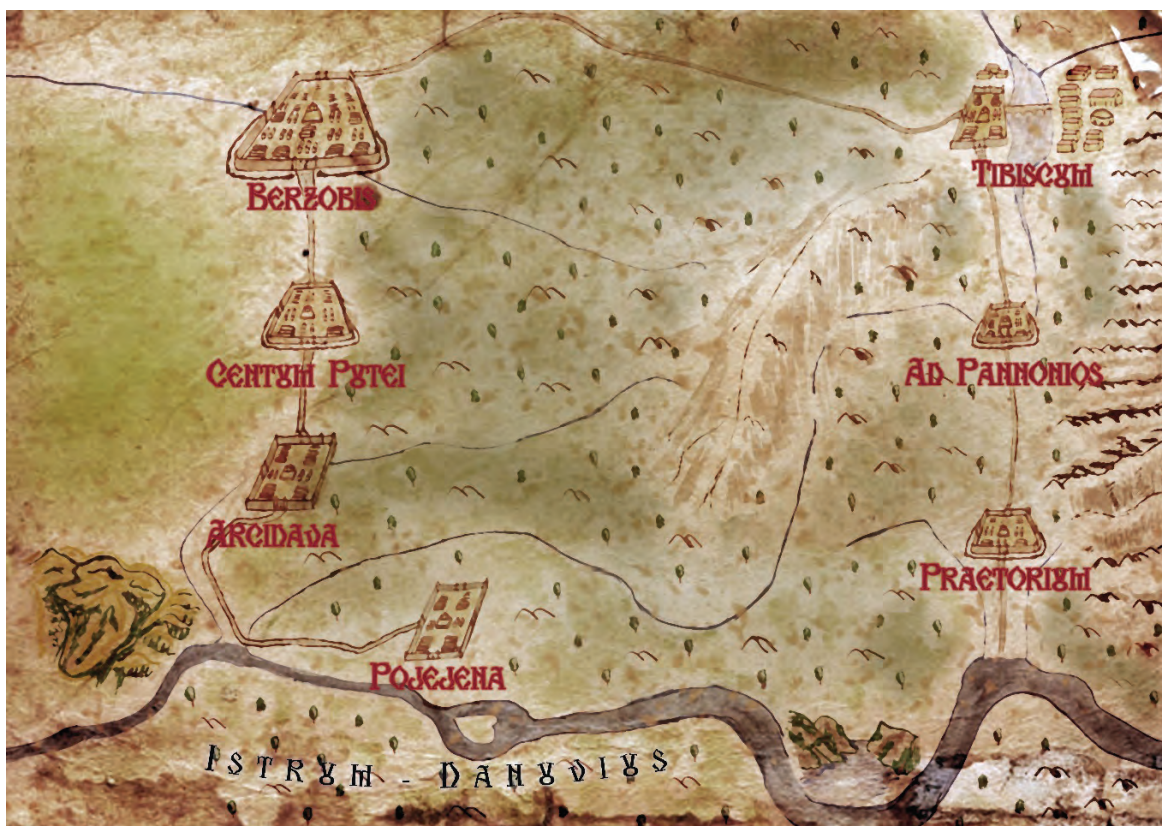 BERZOBIS
TIBISCUM
CENTUM PUTEI
AD PANNONIOS
ARCIDAVA
PRAETORIUM
POJEJENA
ISTRUM - DANUVIUS